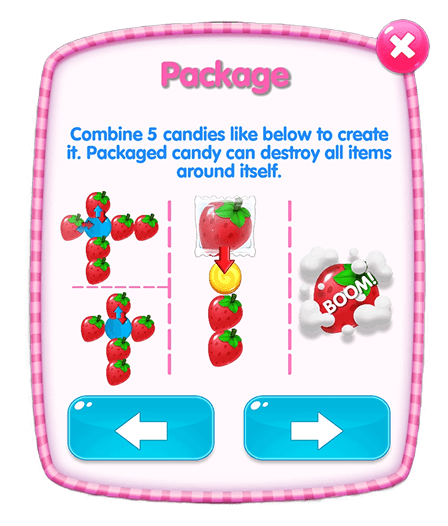 Package
Combine 5 candies like below to create
it. Packaged candy can destroy all items
around itself.
BOOM!